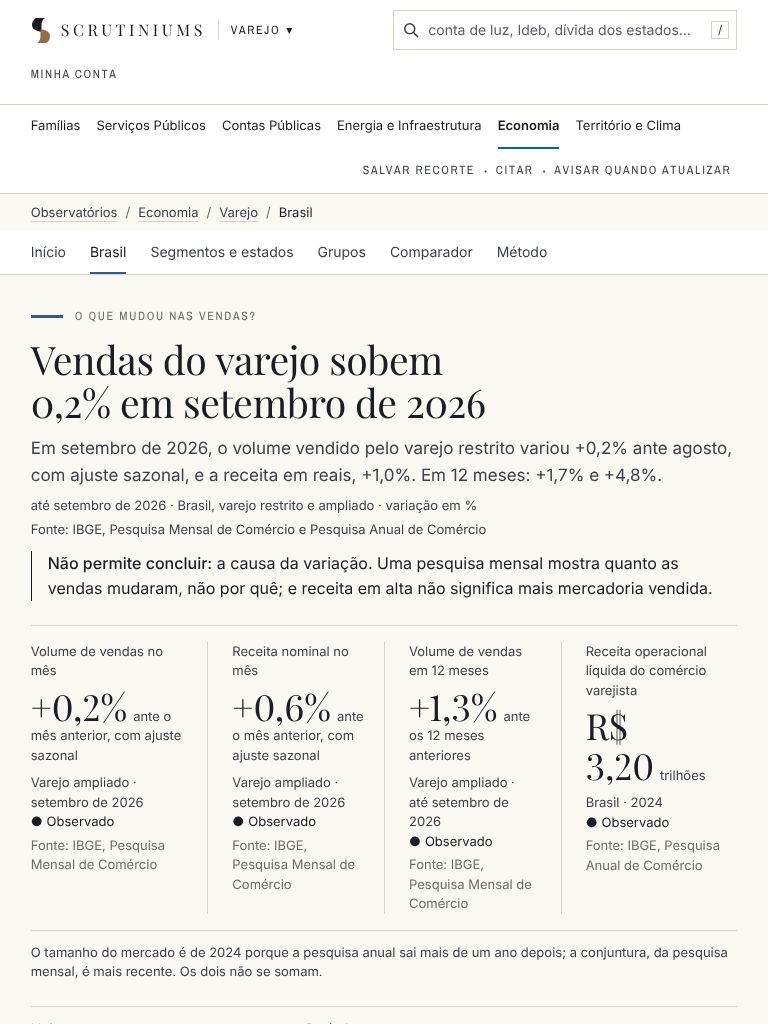 SCRUTINIUMS
VAREJO ▾
conta de luz, Ideb, dívida dos estados...
/
MINHA CONTA
Famílias Serviços Públicos Contas Públicas Energia e Infraestrutura Economia Território e Clima
SALVAR RECORTE · CITAR · AVISAR QUANDO ATUALIZAR
Observatórios / Economia / Varejo / Brasil
Início Brasil Segmentos e estados Grupos Comparador Método
O QUE MUDOU NAS VENDAS?
Vendas do varejo sobem
0,2% em setembro de 2026
Em setembro de 2026, o volume vendido pelo varejo restrito variou +0,2% ante agosto,
com ajuste sazonal, e a receita em reais, +1,0%. Em 12 meses: +1,7% e +4,8%.
até setembro de 2026 · Brasil, varejo restrito e ampliado · variação em %
Fonte: IBGE, Pesquisa Mensal de Comércio e Pesquisa Anual de Comércio
Não permite concluir: a causa da variação. Uma pesquisa mensal mostra quanto as
vendas mudaram, não por quê; e receita em alta não significa mais mercadoria vendida.
Volume de vendas no
mês
+0,2% ante o
mês anterior, com ajuste
sazonal
Varejo ampliado ·
setembro de 2026
● Observado
Fonte: IBGE, Pesquisa
Mensal de Comércio
Receita nominal no
mês
+0,6% ante
o mês anterior, com
ajuste sazonal
Varejo ampliado ·
setembro de 2026
● Observado
Fonte: IBGE,
Pesquisa Mensal de
Comércio
Volume de vendas
em 12 meses
+1,3% ante
os 12 meses
anteriores
Varejo ampliado ·
até setembro de
2026
● Observado
Fonte: IBGE,
Pesquisa Mensal de
Comércio
Receita operacional
líquida do comércio
varejista
R$
3,20 trilhões
Brasil · 2024
● Observado
Fonte: IBGE, Pesquisa
Anual de Comércio
O tamanho do mercado é de 2024 porque a pesquisa anual sai mais de um ano depois; a conjuntura, da pesquisa
mensal, é mais recente. Os dois não se somam.